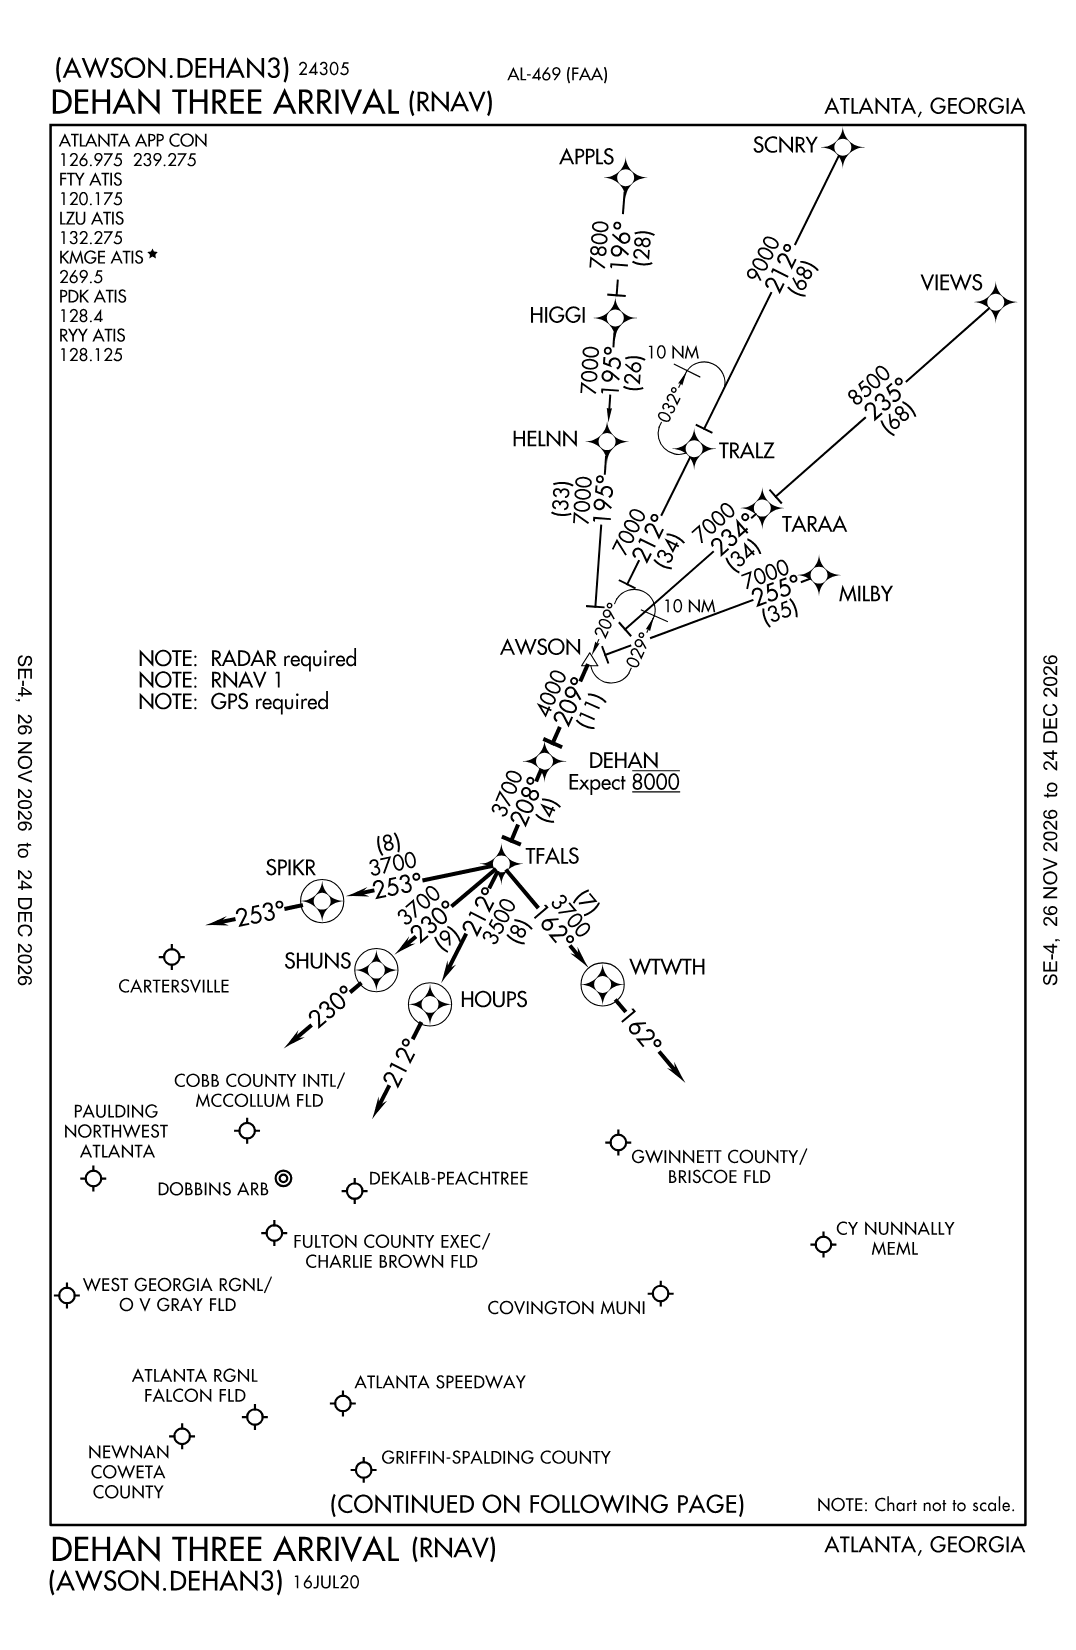 (AWSON.DEHAN3) 24305
AL-469 (FAA)
DEHAN THREE ARRIVAL (RNAV)
ATLANTA, GEORGIA
ATLANTA APP CON
126.975 239.275
FTY ATIS
120.175
LZU ATIS
132.275
KMGE ATIS ★
269.5
PDK ATIS
128.4
RYY ATIS
128.125
SCNRY
APPLS
7800
196°
(28)
9000
212°
(68)
VIEWS
HIGGI
10 NM
7000
195°
(26)
032°
8500
235°
(68)
HELNN
TRALZ
(33)
7000
195°
7000
212°
(34)
7000
234°
(34)
TARAA
7000
255°
(35)
MILBY
10 NM
209°
029°
AWSON
NOTE: RADAR required
NOTE: RNAV 1
NOTE: GPS required
4000
209°
(11)
DEHAN
Expect 8000
3700
208°
(4)
TFALS
(8)
3700
253°
SPIKR
253°
3700
230°
(9)
212°
3500
(8)
(7)
3700
162°
CARTERSVILLE
SHUNS
230°
HOUPS
212°
WTWTH
162°
COBB COUNTY INTL/
MCCOLLUM FLD
PAULDING
NORTHWEST
ATLANTA
DOBBINS ARB
DEKALB-PEACHTREE
GWINNETT COUNTY/
BRISCOE FLD
FULTON COUNTY EXEC/
CHARLIE BROWN FLD
CY NUNNALLY
MEML
WEST GEORGIA RGNL/
O V GRAY FLD
COVINGTON MUNI
ATLANTA RGNL
FALCON FLD
ATLANTA SPEEDWAY
NEWNAN
COWETA
COUNTY
GRIFFIN-SPALDING COUNTY
(CONTINUED ON FOLLOWING PAGE)
NOTE: Chart not to scale.
DEHAN THREE ARRIVAL (RNAV)
ATLANTA, GEORGIA
(AWSON.DEHAN3) 16JUL20
SE-4, 26 NOV 2026 to 24 DEC 2026
SE-4, 26 NOV 2026 to 24 DEC 2026